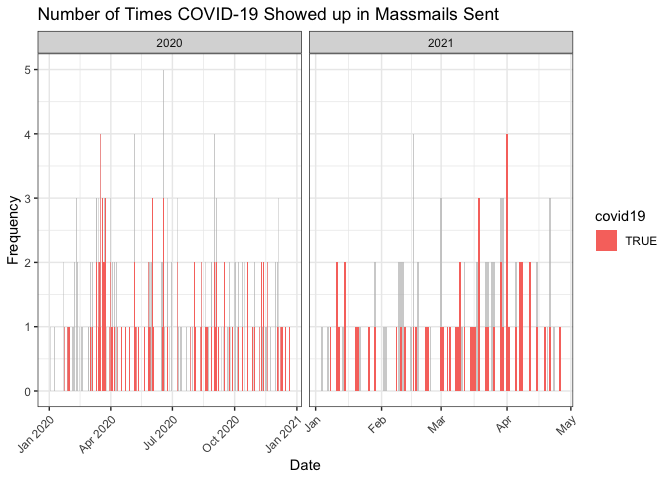 Number of Times COVID-19 Showed up in Massmails Sent
2020
2021
5
4
3
2
1
0
Frequency
Jan 2020
Apr 2020
Jul 2020
Oct 2020
Jan 2021
Jan
Feb
Mar
Apr
May
Date
covid19
TRUE